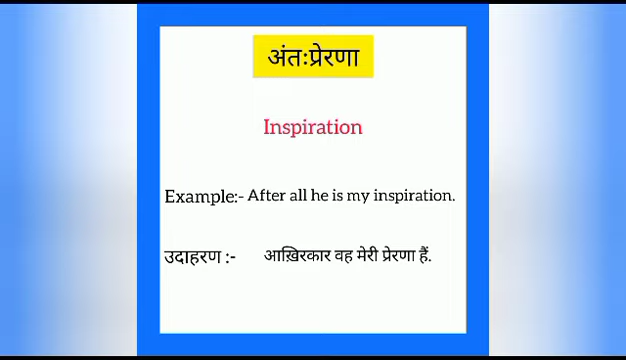 अंतःप्रेरणा
Inspiration
Example:- After all he is my inspiration.
उदाहरण :- आख़िरकार वह मेरी प्रेरणा हैं.